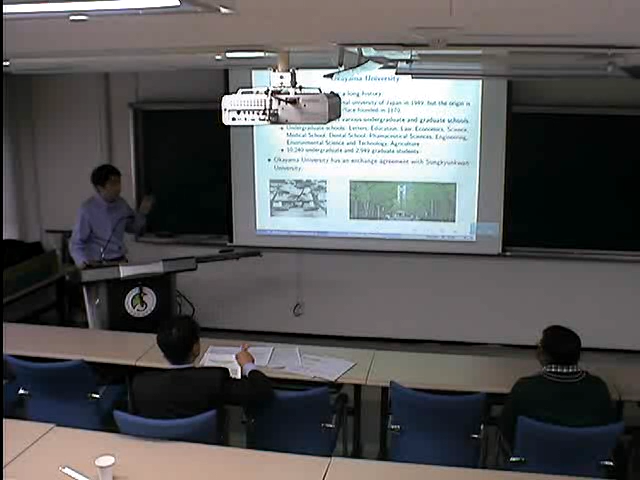 Okayama University
a long history
nal university of Japan in 1949, but the origin is
rface founded in 1870.
various undergraduate and graduate schools
Undergraduate schools: Letters, Education, Law, Economics, Science,
Medical School, Dental School, Pharmaceutical Sciences, Engineering,
Environmental Science and Technology, Agriculture
10,240 undergraduate and 2,949 graduate students
Okayama University has an exchange agreement with Sungkyunkwan
University.